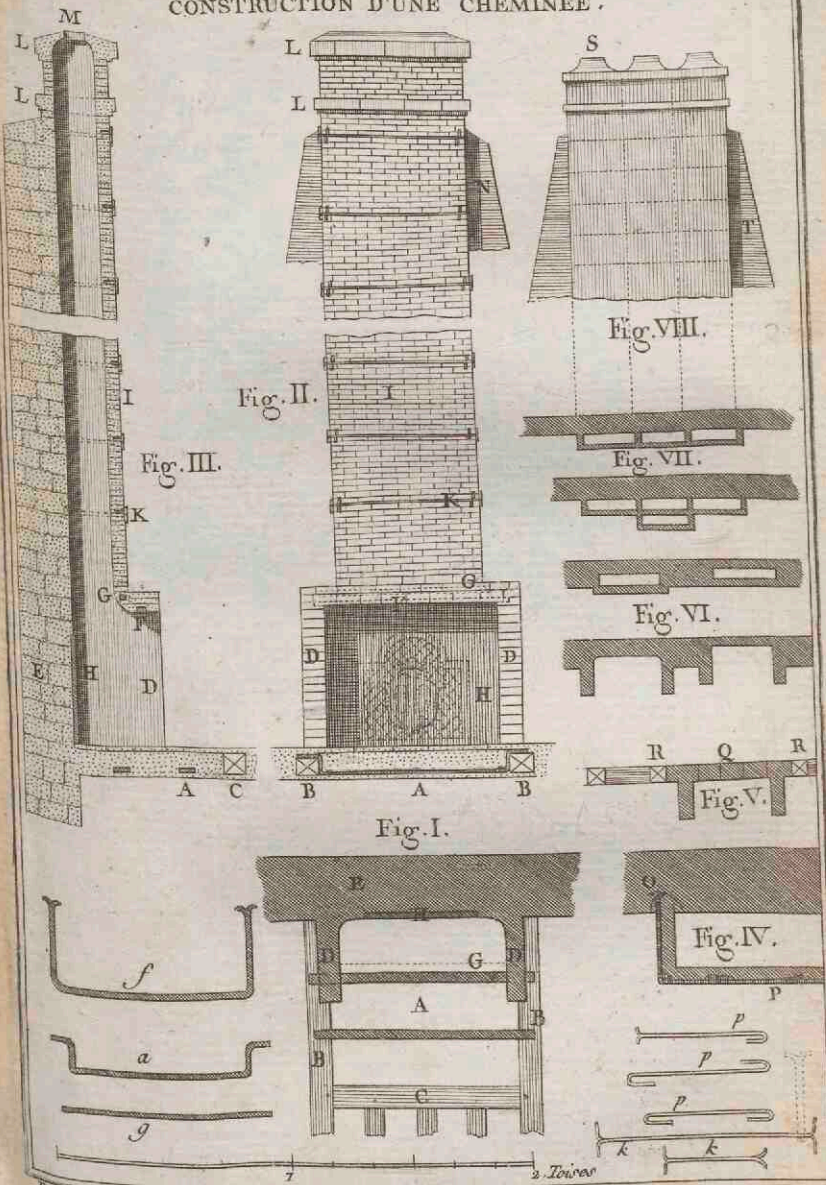 CONSTRUCTION D'UNE CHEMINÉE.
M
L
L
L
L
S
N
T
Fig. VIII.
I
Fig. II.
I
Fig. III.
Fig. VII.
K
K
G
G
L
F
Fig. VI.
E
H
D
D
D
H
R
Q
R
A
C
B
A
B
Fig. V.
Fig. I.
E
O
H
D
G
D
Fig. IV.
f
A
P
B
B
p
a
p
C
p
g
k
k
1
2 Toises